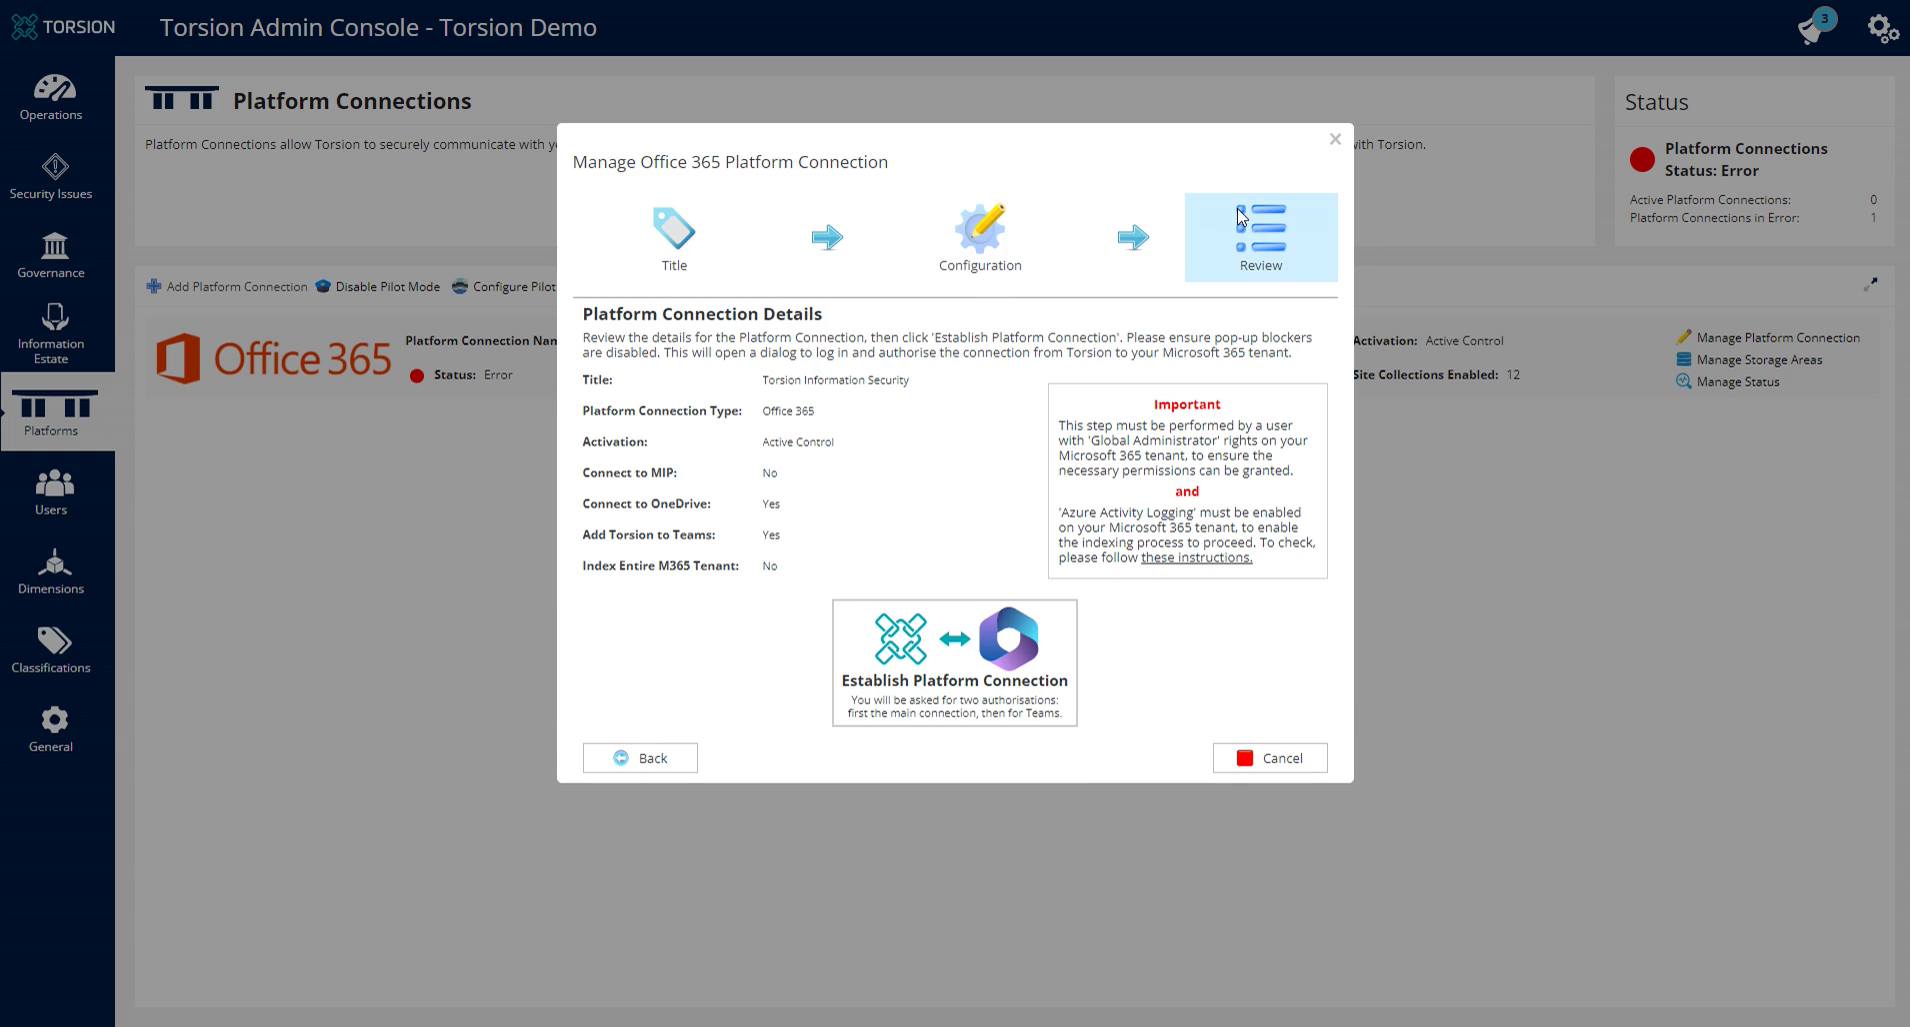 TORSION
Torsion Admin Console - Torsion Demo
3
Operations
Security Issues
Governance
Information
Estate
Platforms
Users
Dimensions
Classifications
General
Platform Connections
Platform Connections allow Torsion to securely communicate with y
with Torsion.
Status
Platform Connections
Status: Error
Active Platform Connections: 0
Platform Connections in Error: 1
Add Platform Connection
Disable Pilot Mode
Configure Pilot
Office 365
Platform Connection Nam
Status: Error
Activation: Active Control
Site Collections Enabled: 12
Manage Platform Connection
Manage Storage Areas
Manage Status
×
Manage Office 365 Platform Connection
Title
Configuration
Review
Platform Connection Details
Review the details for the Platform Connection, then click 'Establish Platform Connection'. Please ensure pop-up blockers
are disabled. This will open a dialog to log in and authorise the connection from Torsion to your Microsoft 365 tenant.
Title: Torsion Information Security
Platform Connection Type: Office 365
Activation: Active Control
Connect to MIP: No
Connect to OneDrive: Yes
Add Torsion to Teams: Yes
Index Entire M365 Tenant: No
Important
This step must be performed by a user
with 'Global Administrator' rights on your
Microsoft 365 tenant, to ensure the
necessary permissions can be granted.
and
'Azure Activity Logging' must be enabled
on your Microsoft 365 tenant, to enable
the indexing process to proceed. To check,
please follow these instructions.
Establish Platform Connection
You will be asked for two authorisations:
first the main connection, then for Teams.
Back
Cancel